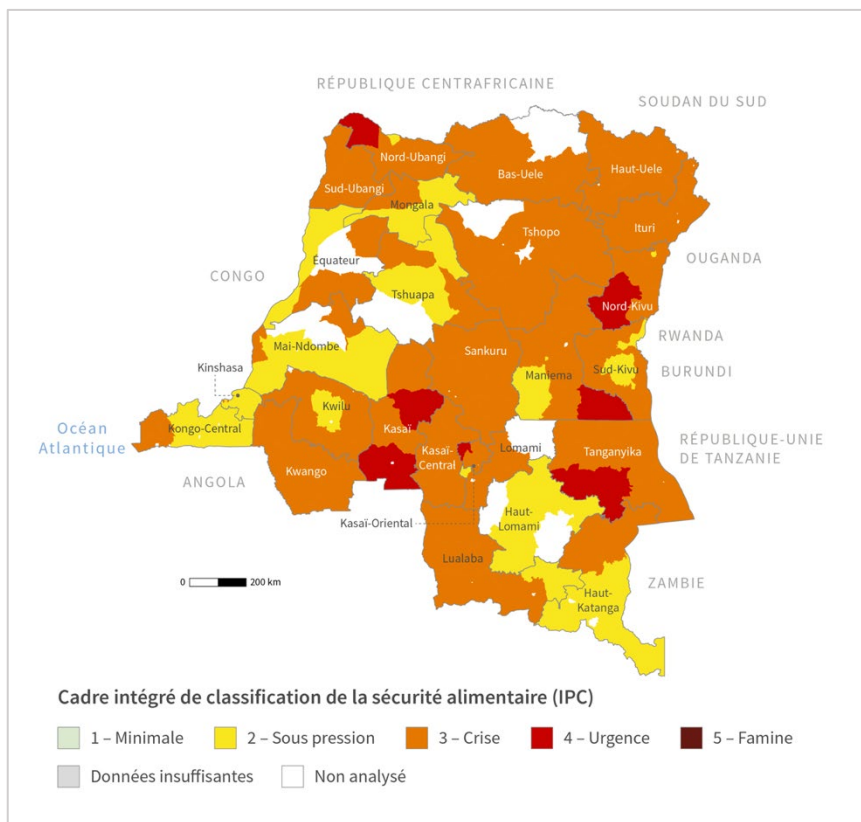 RÉPUBLIQUE CENTRAFRICAINE
SOUDAN DU SUD
Nord-Ubangi
Bas-Uele
Haut-Uele
Sud-Ubangi
Mongala
Tshopo
Ituri
Équateur
OUGANDA
CONGO
Tshuapa
Nord-Kivu
RWANDA
Mai-Ndombe
Sankuru
Maniema
Sud-Kivu
BURUNDI
Kinshasa
Kwilu
Océan
Atlantique
Kongo-Central
Kasaï
Kasaï-
Central
Lomami
Tanganyika
RÉPUBLIQUE-UNIE
DE TANZANIE
Kwango
ANGOLA
Kasaï-Oriental
Haut-
Lomami
Lualaba
0 200 km
ZAMBIE
Haut-
Katanga
Cadre intégré de classification de la sécurité alimentaire (IPC)
1 – Minimale 2 – Sous pression 3 – Crise 4 – Urgence 5 – Famine
Données insuffisantes Non analysé